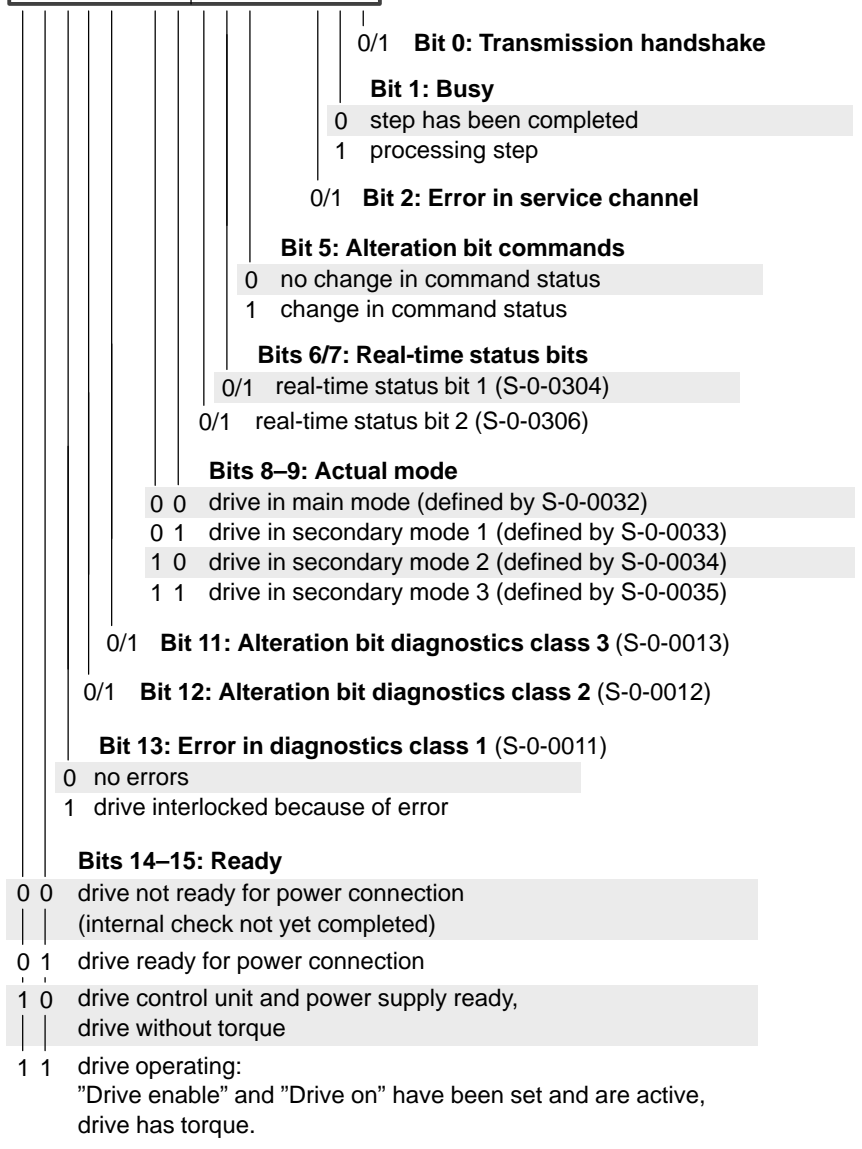 0/1 Bit 0: Transmission handshake
Bit 1: Busy
0 step has been completed
1 processing step
0/1 Bit 2: Error in service channel
Bit 5: Alteration bit commands
0 no change in command status
1 change in command status
Bits 6/7: Real-time status bits
0/1 real-time status bit 1 (S-0-0304)
0/1 real-time status bit 2 (S-0-0306)
Bits 8–9: Actual mode
0 0 drive in main mode (defined by S-0-0032)
0 1 drive in secondary mode 1 (defined by S-0-0033)
1 0 drive in secondary mode 2 (defined by S-0-0034)
1 1 drive in secondary mode 3 (defined by S-0-0035)
0/1 Bit 11: Alteration bit diagnostics class 3 (S-0-0013)
0/1 Bit 12: Alteration bit diagnostics class 2 (S-0-0012)
Bit 13: Error in diagnostics class 1 (S-0-0011)
0 no errors
1 drive interlocked because of error
Bits 14–15: Ready
0 0 drive not ready for power connection
(internal check not yet completed)
0 1 drive ready for power connection
1 0 drive control unit and power supply ready,
drive without torque
1 1 drive operating:
”Drive enable” and ”Drive on” have been set and are active,
drive has torque.